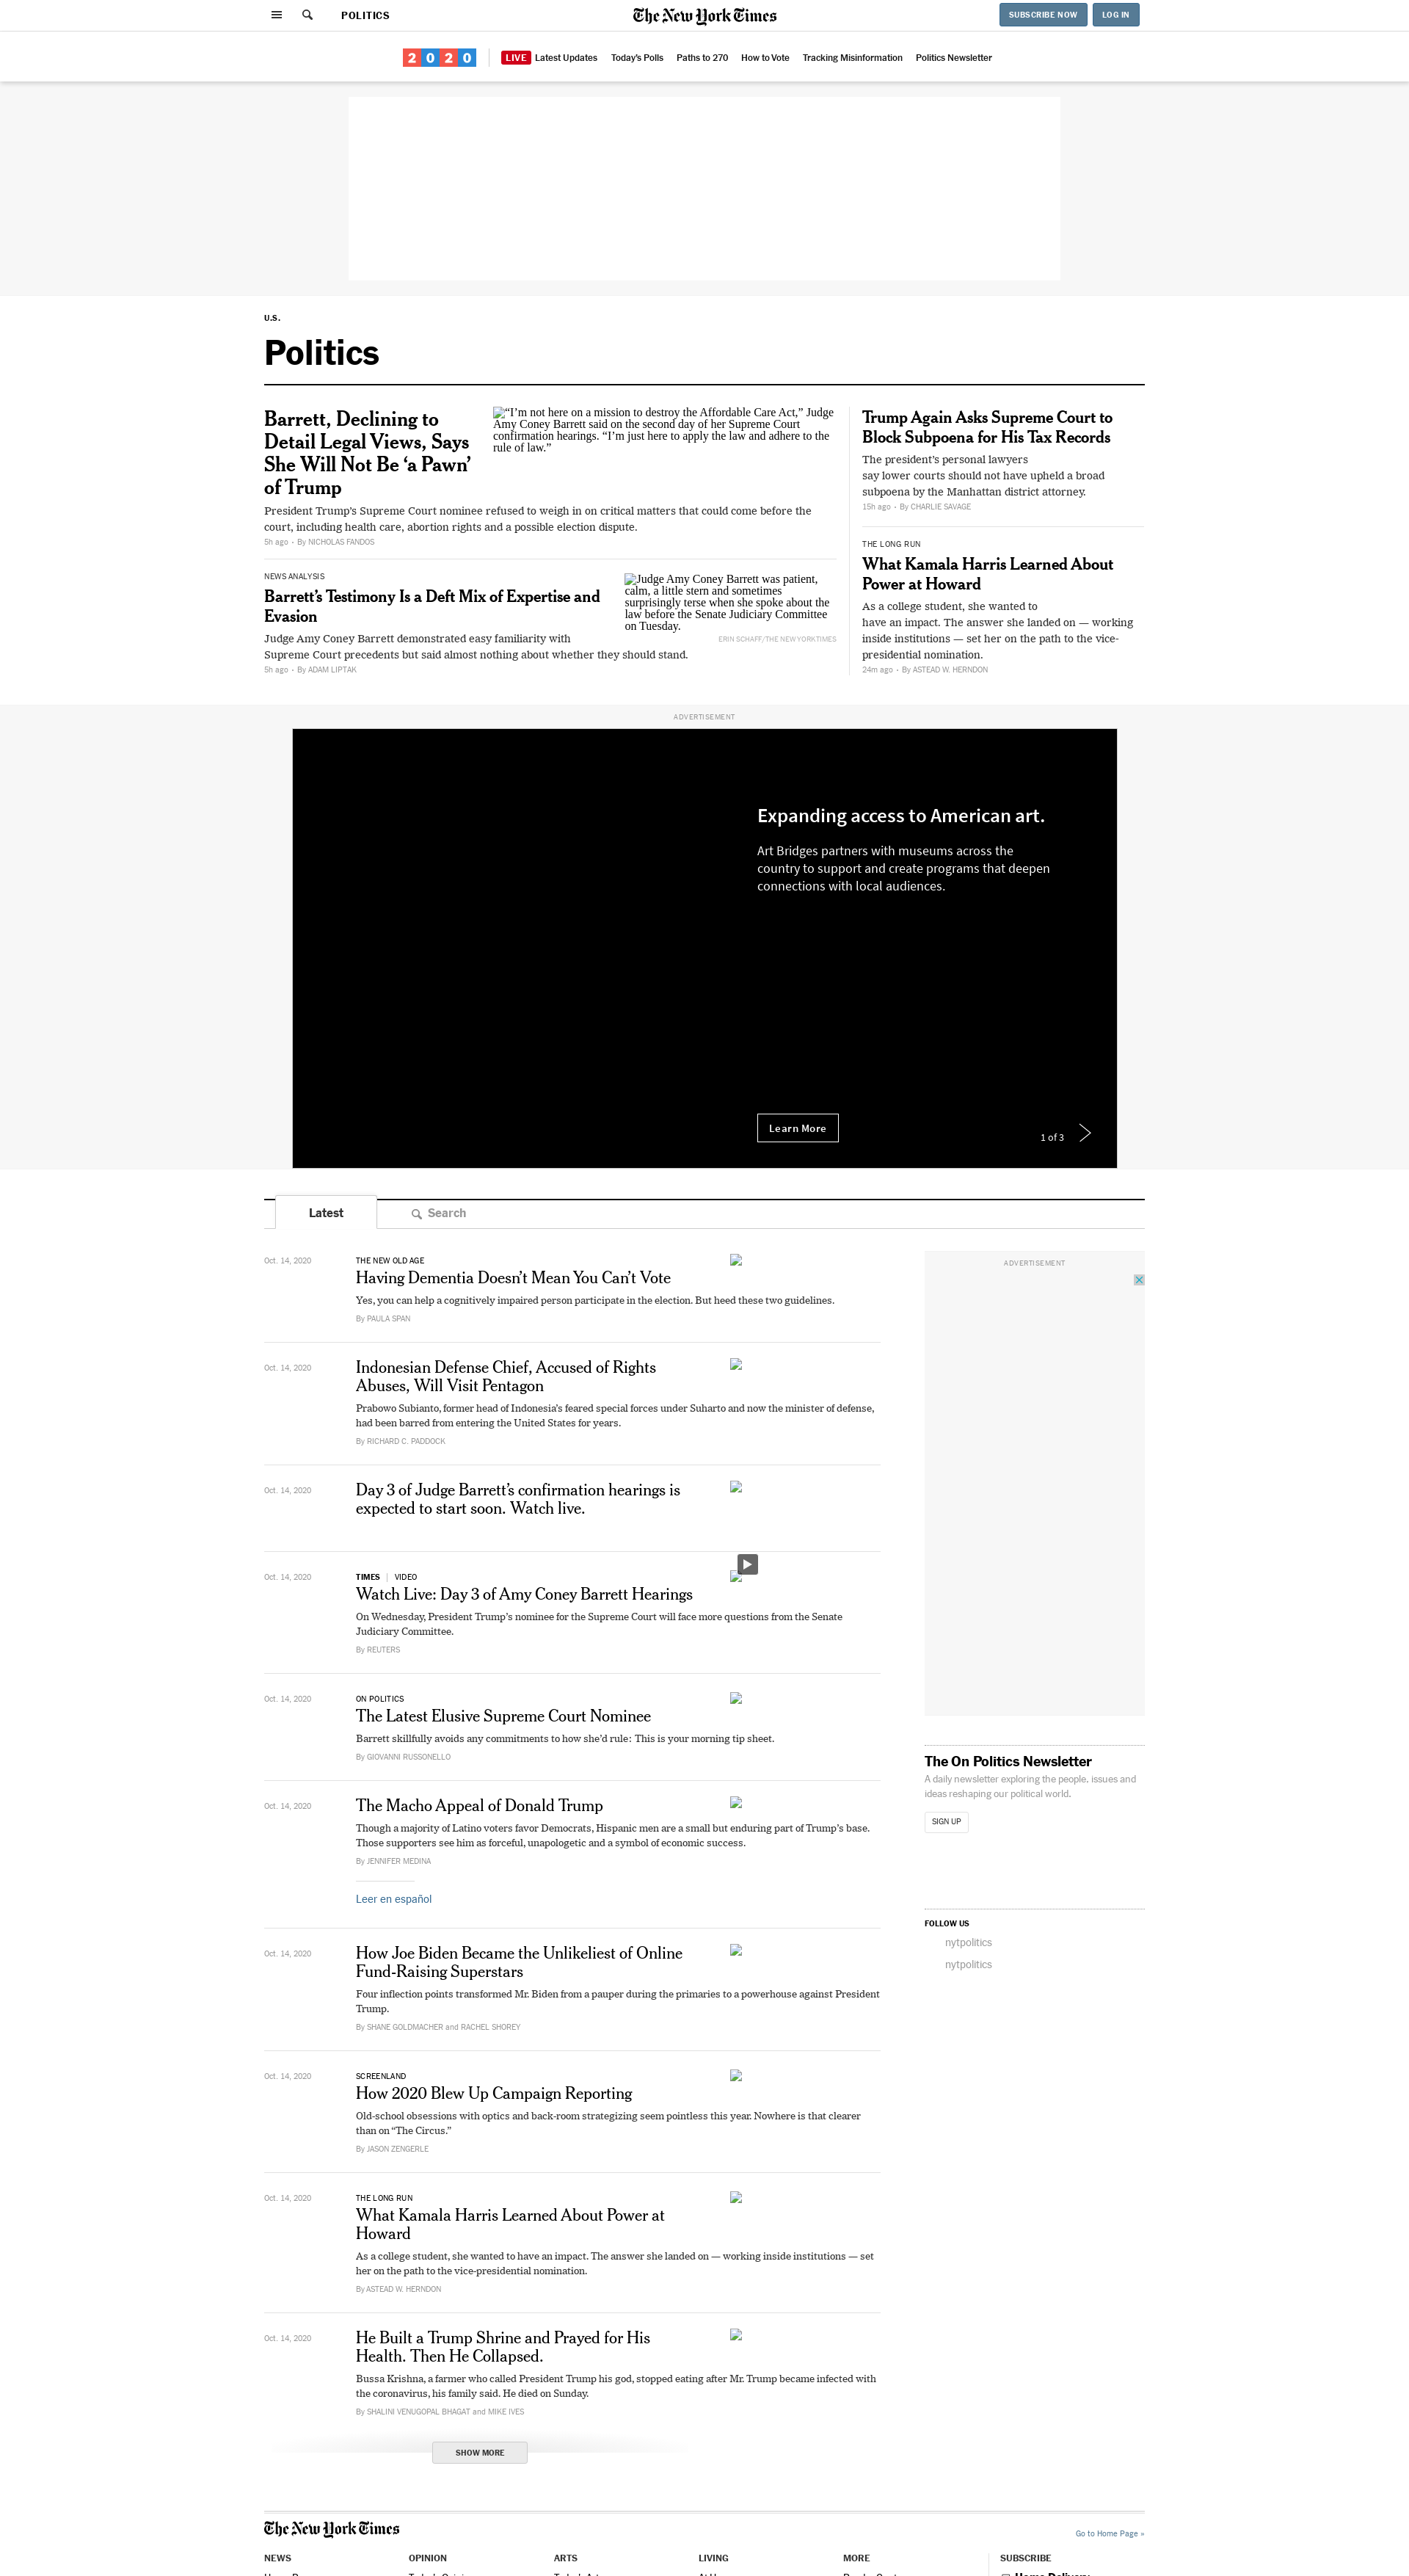 POLITICS
The New York Times
SUBSCRIBE NOW
LOG IN
2020
LIVE Latest Updates
Today's Polls
Paths to 270
How to Vote
Tracking Misinformation
Politics Newsletter
U.S.
Politics
Barrett, Declining to
Detail Legal Views, Says
She Will Not Be ‘a Pawn’
of Trump
“I’m not here on a mission to destroy the Affordable Care Act,” Judge
Amy Coney Barrett said on the second day of her Supreme Court
confirmation hearings. “I’m just here to apply the law and adhere to the
rule of law.”
President Trump’s Supreme Court nominee refused to weigh in on critical matters that could come before the
court, including health care, abortion rights and a possible election dispute.
5h ago • By NICHOLAS FANDOS
NEWS ANALYSIS
Barrett’s Testimony Is a Deft Mix of Expertise and
Evasion
Judge Amy Coney Barrett was patient,
calm, a little stern and sometimes
surprisingly terse when she spoke about the
law before the Senate Judiciary Committee
on Tuesday.
ERIN SCHAFF/THE NEW YORK TIMES
Judge Amy Coney Barrett demonstrated easy familiarity with
Supreme Court precedents but said almost nothing about whether they should stand.
5h ago • By ADAM LIPTAK
Trump Again Asks Supreme Court to
Block Subpoena for His Tax Records
The president’s personal lawyers
say lower courts should not have upheld a broad
subpoena by the Manhattan district attorney.
15h ago • By CHARLIE SAVAGE
THE LONG RUN
What Kamala Harris Learned About
Power at Howard
As a college student, she wanted to
have an impact. The answer she landed on — working
inside institutions — set her on the path to the vice-
presidential nomination.
24m ago • By ASTEAD W. HERNDON
ADVERTISEMENT
Expanding access to American art.
Art Bridges partners with museums across the
country to support and create programs that deepen
connections with local audiences.
Learn More
1 of 3
Latest
Search
Oct. 14, 2020
THE NEW OLD AGE
Having Dementia Doesn’t Mean You Can’t Vote
Yes, you can help a cognitively impaired person participate in the election. But heed these two guidelines.
By PAULA SPAN
Oct. 14, 2020
Indonesian Defense Chief, Accused of Rights
Abuses, Will Visit Pentagon
Prabowo Subianto, former head of Indonesia’s feared special forces under Suharto and now the minister of defense,
had been barred from entering the United States for years.
By RICHARD C. PADDOCK
Oct. 14, 2020
Day 3 of Judge Barrett’s confirmation hearings is
expected to start soon. Watch live.
Oct. 14, 2020
TIMES | VIDEO
Watch Live: Day 3 of Amy Coney Barrett Hearings
On Wednesday, President Trump’s nominee for the Supreme Court will face more questions from the Senate
Judiciary Committee.
By REUTERS
Oct. 14, 2020
ON POLITICS
The Latest Elusive Supreme Court Nominee
Barrett skillfully avoids any commitments to how she’d rule: This is your morning tip sheet.
By GIOVANNI RUSSONELLO
Oct. 14, 2020
The Macho Appeal of Donald Trump
Though a majority of Latino voters favor Democrats, Hispanic men are a small but enduring part of Trump’s base.
Those supporters see him as forceful, unapologetic and a symbol of economic success.
By JENNIFER MEDINA
Leer en español
Oct. 14, 2020
How Joe Biden Became the Unlikeliest of Online
Fund-Raising Superstars
Four inflection points transformed Mr. Biden from a pauper during the primaries to a powerhouse against President
Trump.
By SHANE GOLDMACHER and RACHEL SHOREY
Oct. 14, 2020
SCREENLAND
How 2020 Blew Up Campaign Reporting
Old-school obsessions with optics and back-room strategizing seem pointless this year. Nowhere is that clearer
than on “The Circus.”
By JASON ZENGERLE
Oct. 14, 2020
THE LONG RUN
What Kamala Harris Learned About Power at
Howard
As a college student, she wanted to have an impact. The answer she landed on — working inside institutions — set
her on the path to the vice-presidential nomination.
By ASTEAD W. HERNDON
Oct. 14, 2020
He Built a Trump Shrine and Prayed for His
Health. Then He Collapsed.
Bussa Krishna, a farmer who called President Trump his god, stopped eating after Mr. Trump became infected with
the coronavirus, his family said. He died on Sunday.
By SHALINI VENUGOPAL BHAGAT and MIKE IVES
SHOW MORE
ADVERTISEMENT
The On Politics Newsletter
A daily newsletter exploring the people, issues and
ideas reshaping our political world.
SIGN UP
FOLLOW US
nytpolitics
nytpolitics
The New York Times
Go to Home Page »
NEWS
OPINION
ARTS
LIVING
MORE
SUBSCRIBE